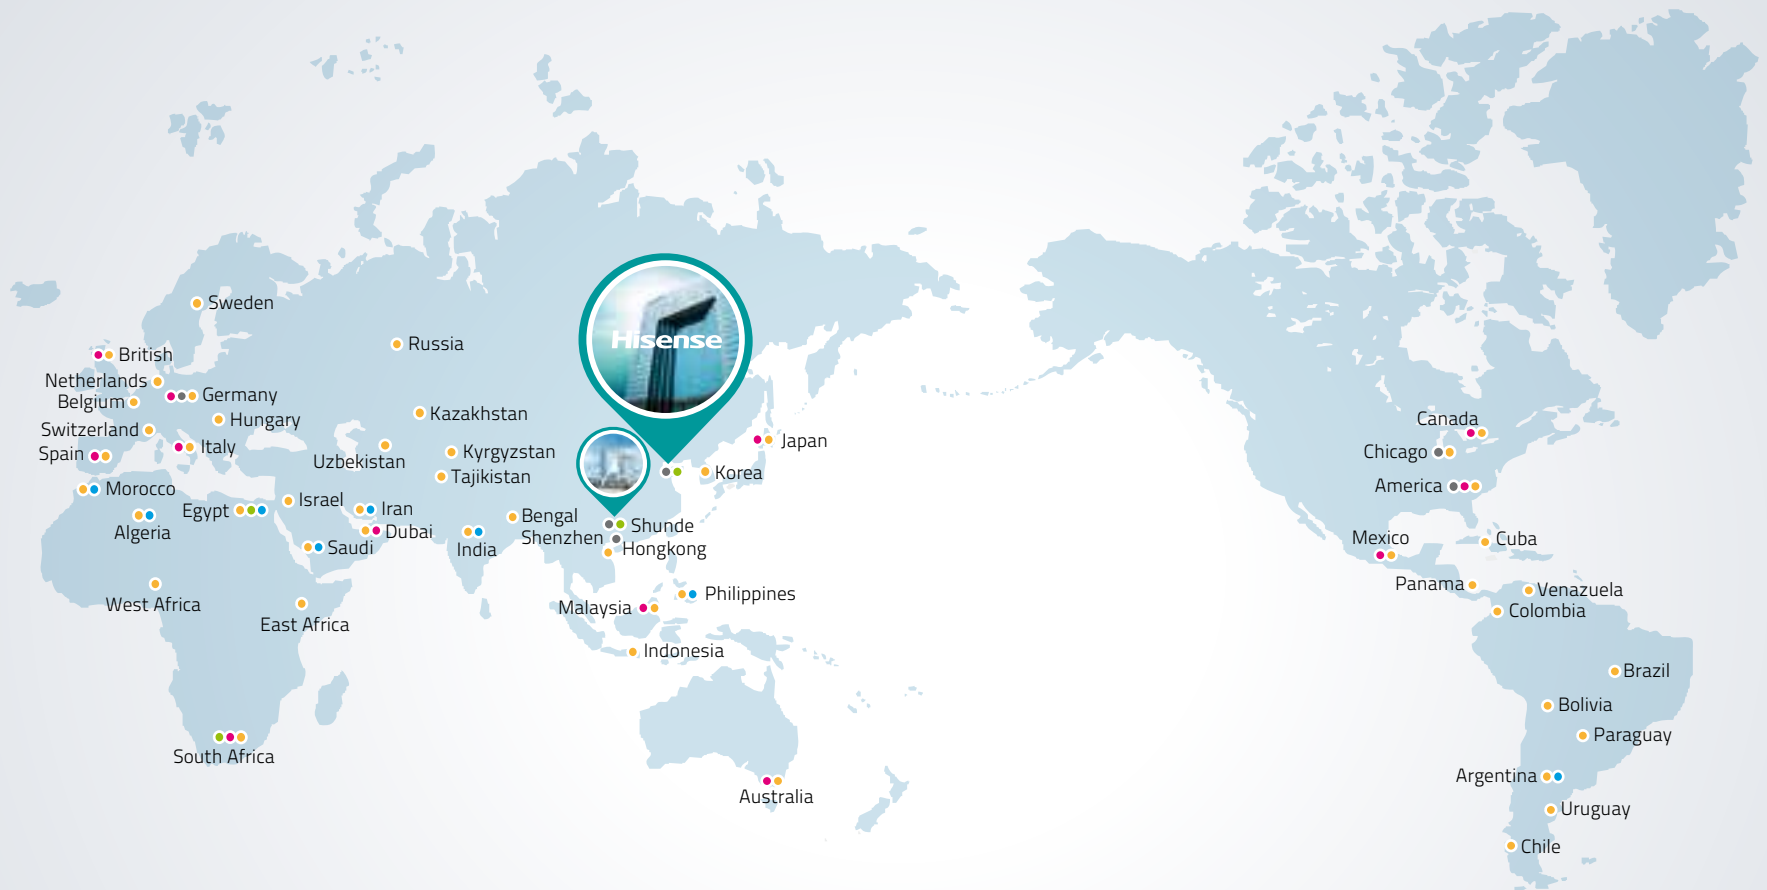 Hisense
Sweden
Russia
British
Netherlands
Germany
Belgium
Hungary
Kazakhstan
Switzerland
Italy
Spain
Uzbekistan
Kyrgyzstan
Tajikistan
Japan
Korea
Morocco
Israel
Egypt
Iran
Algeria
Dubai
Saudi
India
Bengal
Shunde
Shenzhen
Hongkong
West Africa
East Africa
Philippines
Malaysia
Indonesia
South Africa
Australia
Canada
Chicago
America
Mexico
Cuba
Panama
Venazuela
Colombia
Brazil
Bolivia
Paraguay
Argentina
Uruguay
Chile